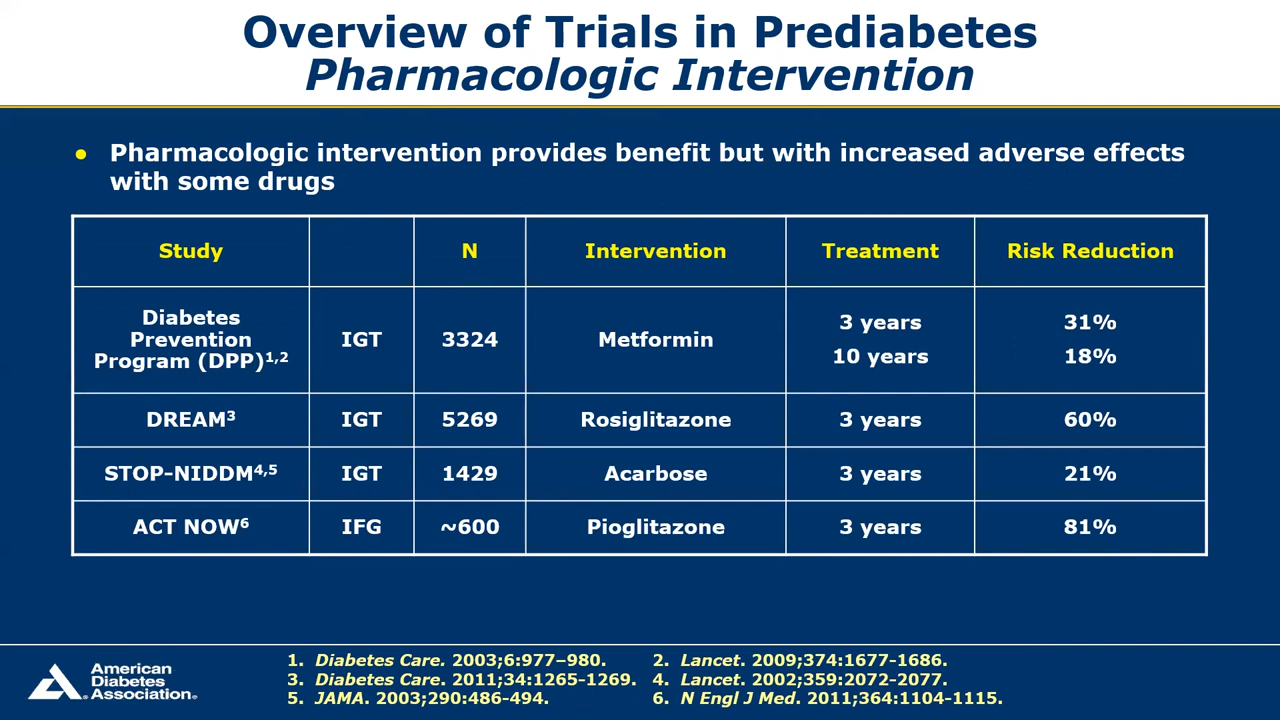 Overview of Trials in Prediabetes
Pharmacologic Intervention
• Pharmacologic intervention provides benefit but with increased adverse effects
with some drugs
Study N Intervention Treatment Risk Reduction
Diabetes
Prevention
Program (DPP)1,2
IGT 3324 Metformin
3 years 31%
10 years 18%
DREAM3 IGT 5269 Rosiglitazone 3 years 60%
STOP-NIDDM4,5 IGT 1429 Acarbose 3 years 21%
ACT NOW6 IFG ~600 Pioglitazone 3 years 81%
American
Diabetes
Association®
1. Diabetes Care. 2003;6:977–980. 2. Lancet. 2009;374:1677-1686.
3. Diabetes Care. 2011;34:1265-1269. 4. Lancet. 2002;359:2072-2077.
5 JAMA. 2003;290:486-494. 6. N Engl J Med. 2011;364:1104-1115.